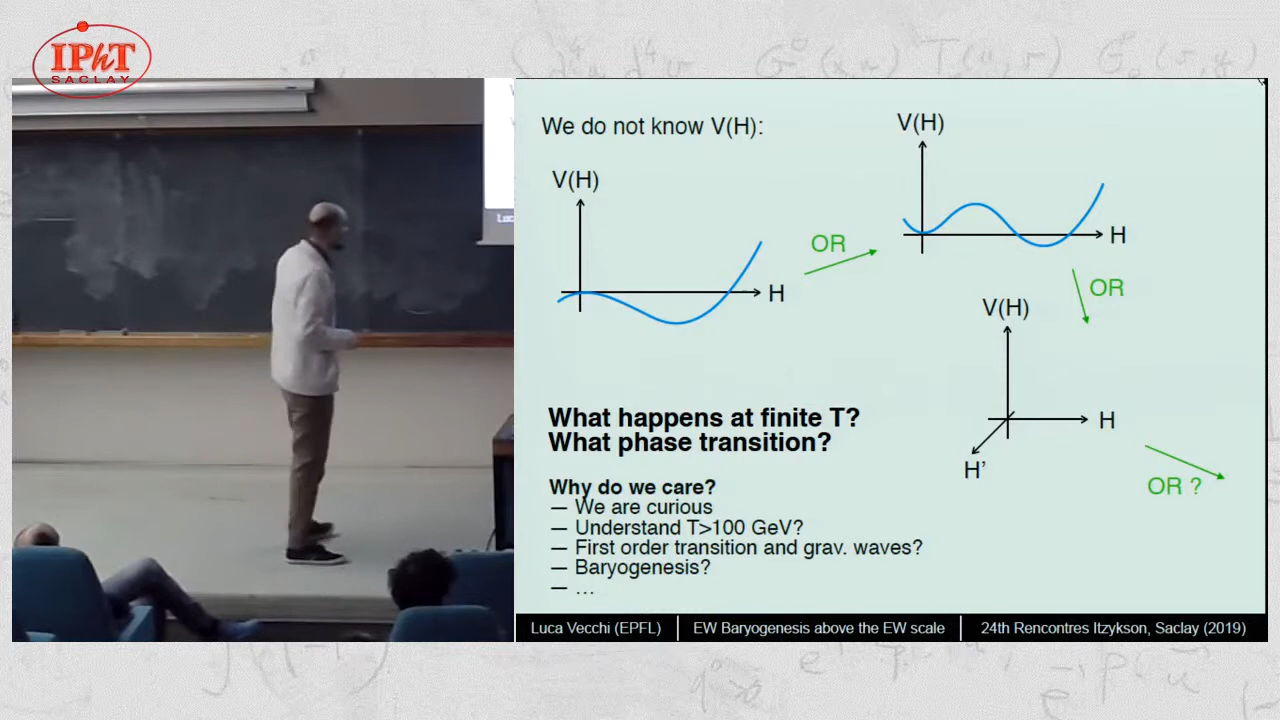 IPhT
SACLAY
We do not know V(H):
V(H)
H
OR
V(H)
H
OR
V(H)
H
H’
OR ?
What happens at finite T?
What phase transition?
Why do we care?
— We are curious
— Understand T>100 GeV?
— First order transition and grav. waves?
— Baryogenesis?
— …
Luca Vecchi (EPFL)
EW Baryogenesis above the EW scale
24th Rencontres Itzykson, Saclay (2019)